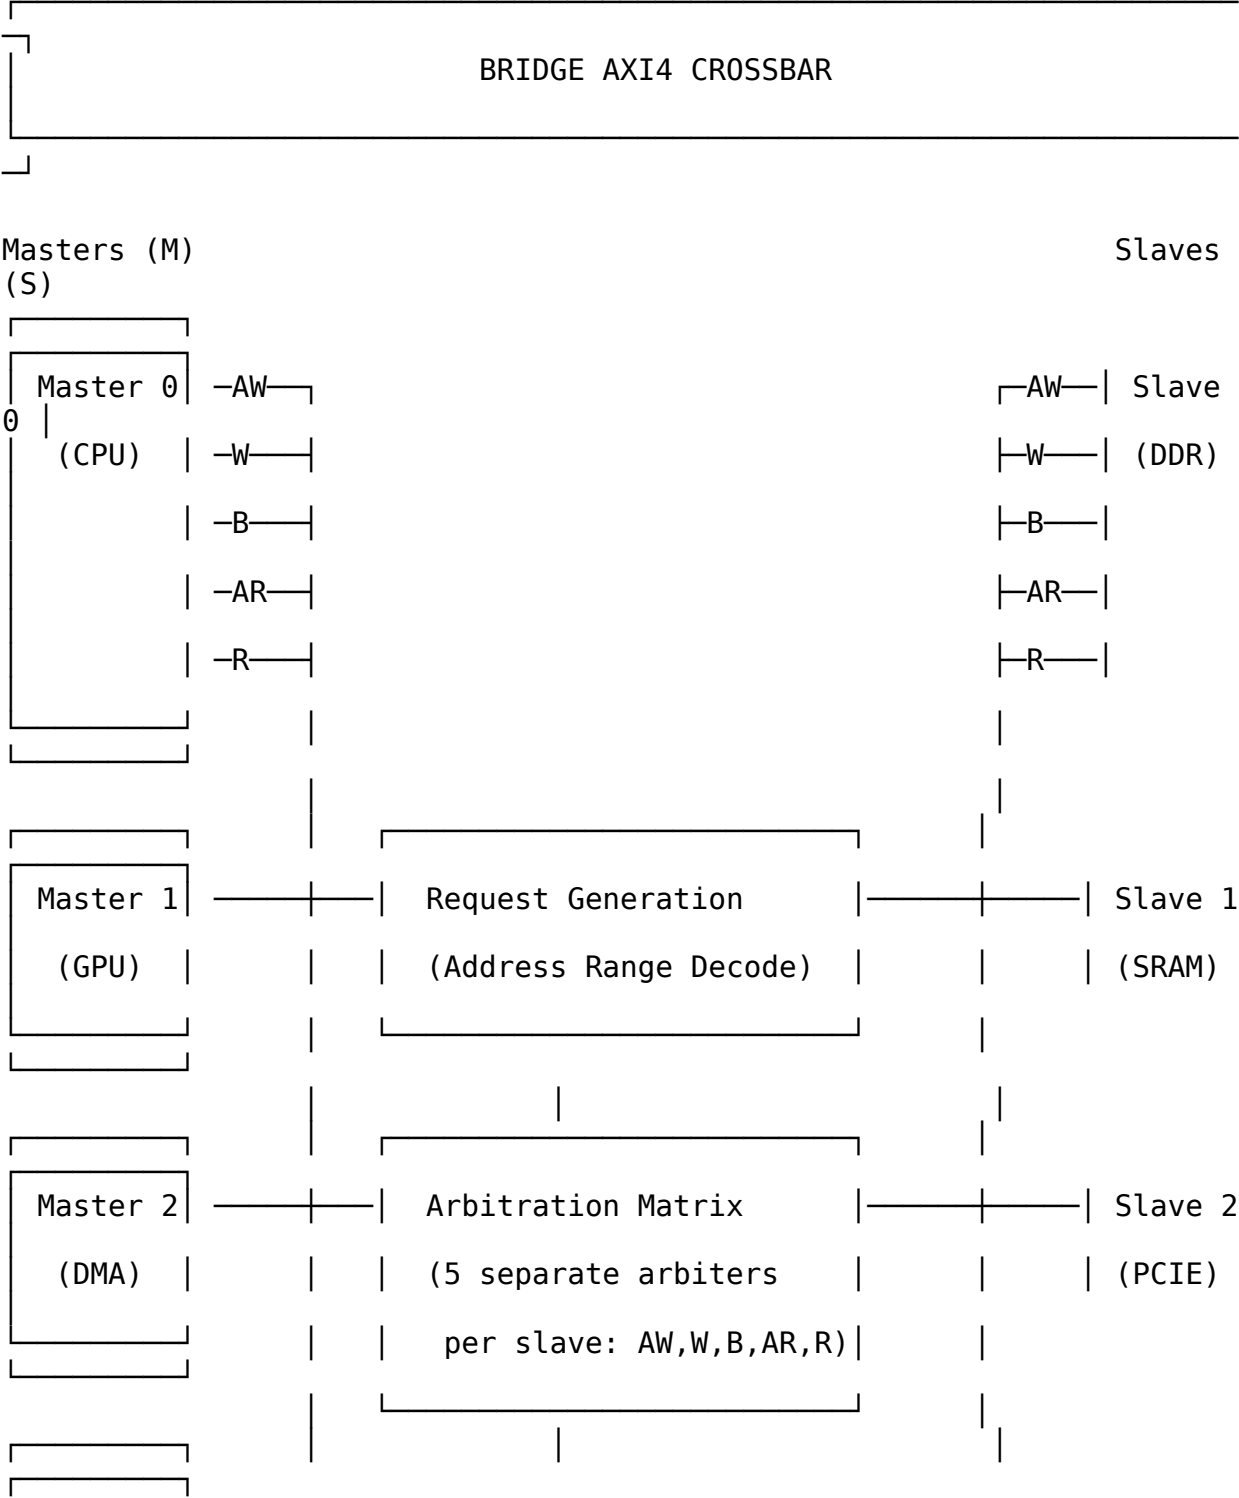 BRIDGE AXI4 CROSSBAR
Masters (M) Slaves
(S)
Master 0 AW AW Slave
0
(CPU) W W (DDR)
B B
AR AR
R R
Master 1 Request Generation Slave 1
(GPU) (Address Range Decode) (SRAM)
Master 2 Arbitration Matrix Slave 2
(DMA) (5 separate arbiters (PCIE)
per slave: AW,W,B,AR,R)